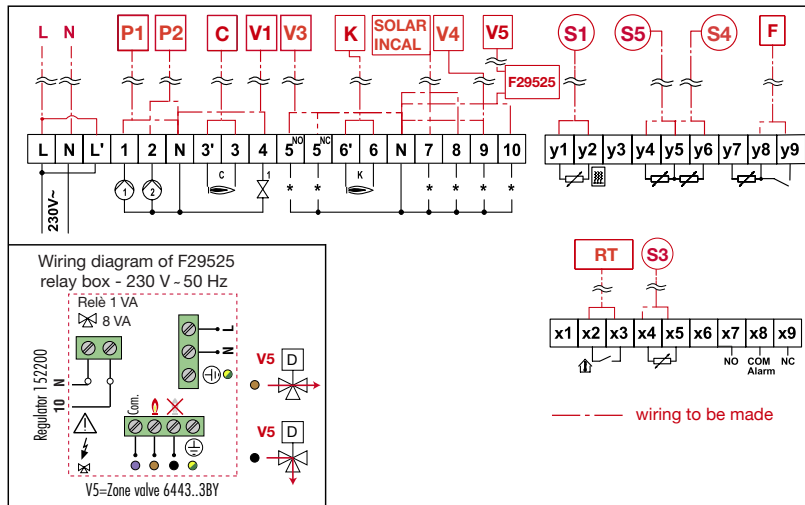 L N P1 P2 C V1 V3 K SOLAR INCAL V4 V5 S1 S5 S4 F
F29525
L N L' 1 2 N 3' 3 4 5 NO 5 NC 6' 6 N 7 8 9 10
y1 y2 y3 y4 y5 y6 y7 y8 y9
1 2 C 1 * * K * * * *
230V~
Wiring diagram of F29525
relay box - 230 V ~ 50 Hz
Relè 1 VA
8 VA
L
N
Regulator 152200
N
10
Com.
V5 D
V5 D
V5=Zone valve 6443..3BY
RT S3
x1 x2 x3 x4 x5 x6 x7 x8 x9
NO COM NC
Alarm
wiring to be made